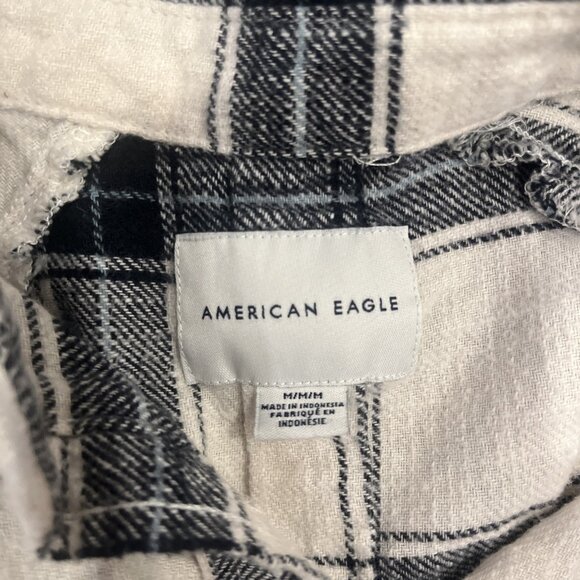 AMERICAN EAGLE
M/M/M
MADE IN INDONESIA
FABRIQUÉ EN
INDONÉSIE